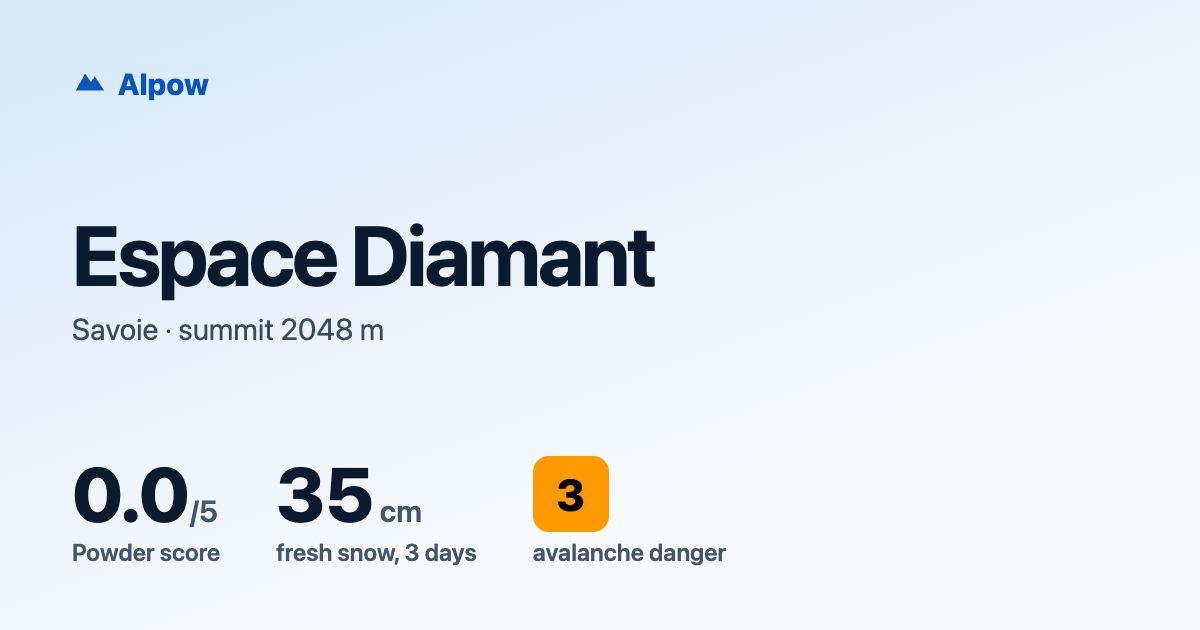 Alpow
Espace Diamant
Savoie · summit 2048 m
0.0/5 35 cm 3
Powder score fresh snow, 3 days avalanche danger